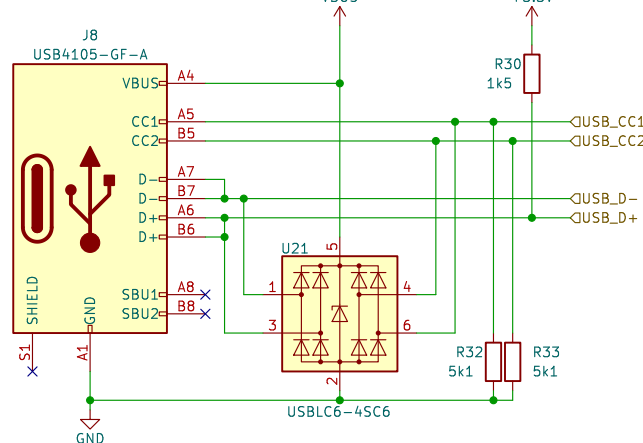 J8
USB4105-GF-A
R30
1k5
VBUS
A4
CC1
A5
USB_CC1
CC2
B5
USB_CC2
D-
A7
D-
B7
USB_D-
D+
A6
USB_D+
D+
B6
U21
5
SHIELD
GND
SBU1
A8
1
4
SBU2
B8
3
6
S1
A1
2
R32
5k1
R33
5k1
USBLC6-4SC6
GND